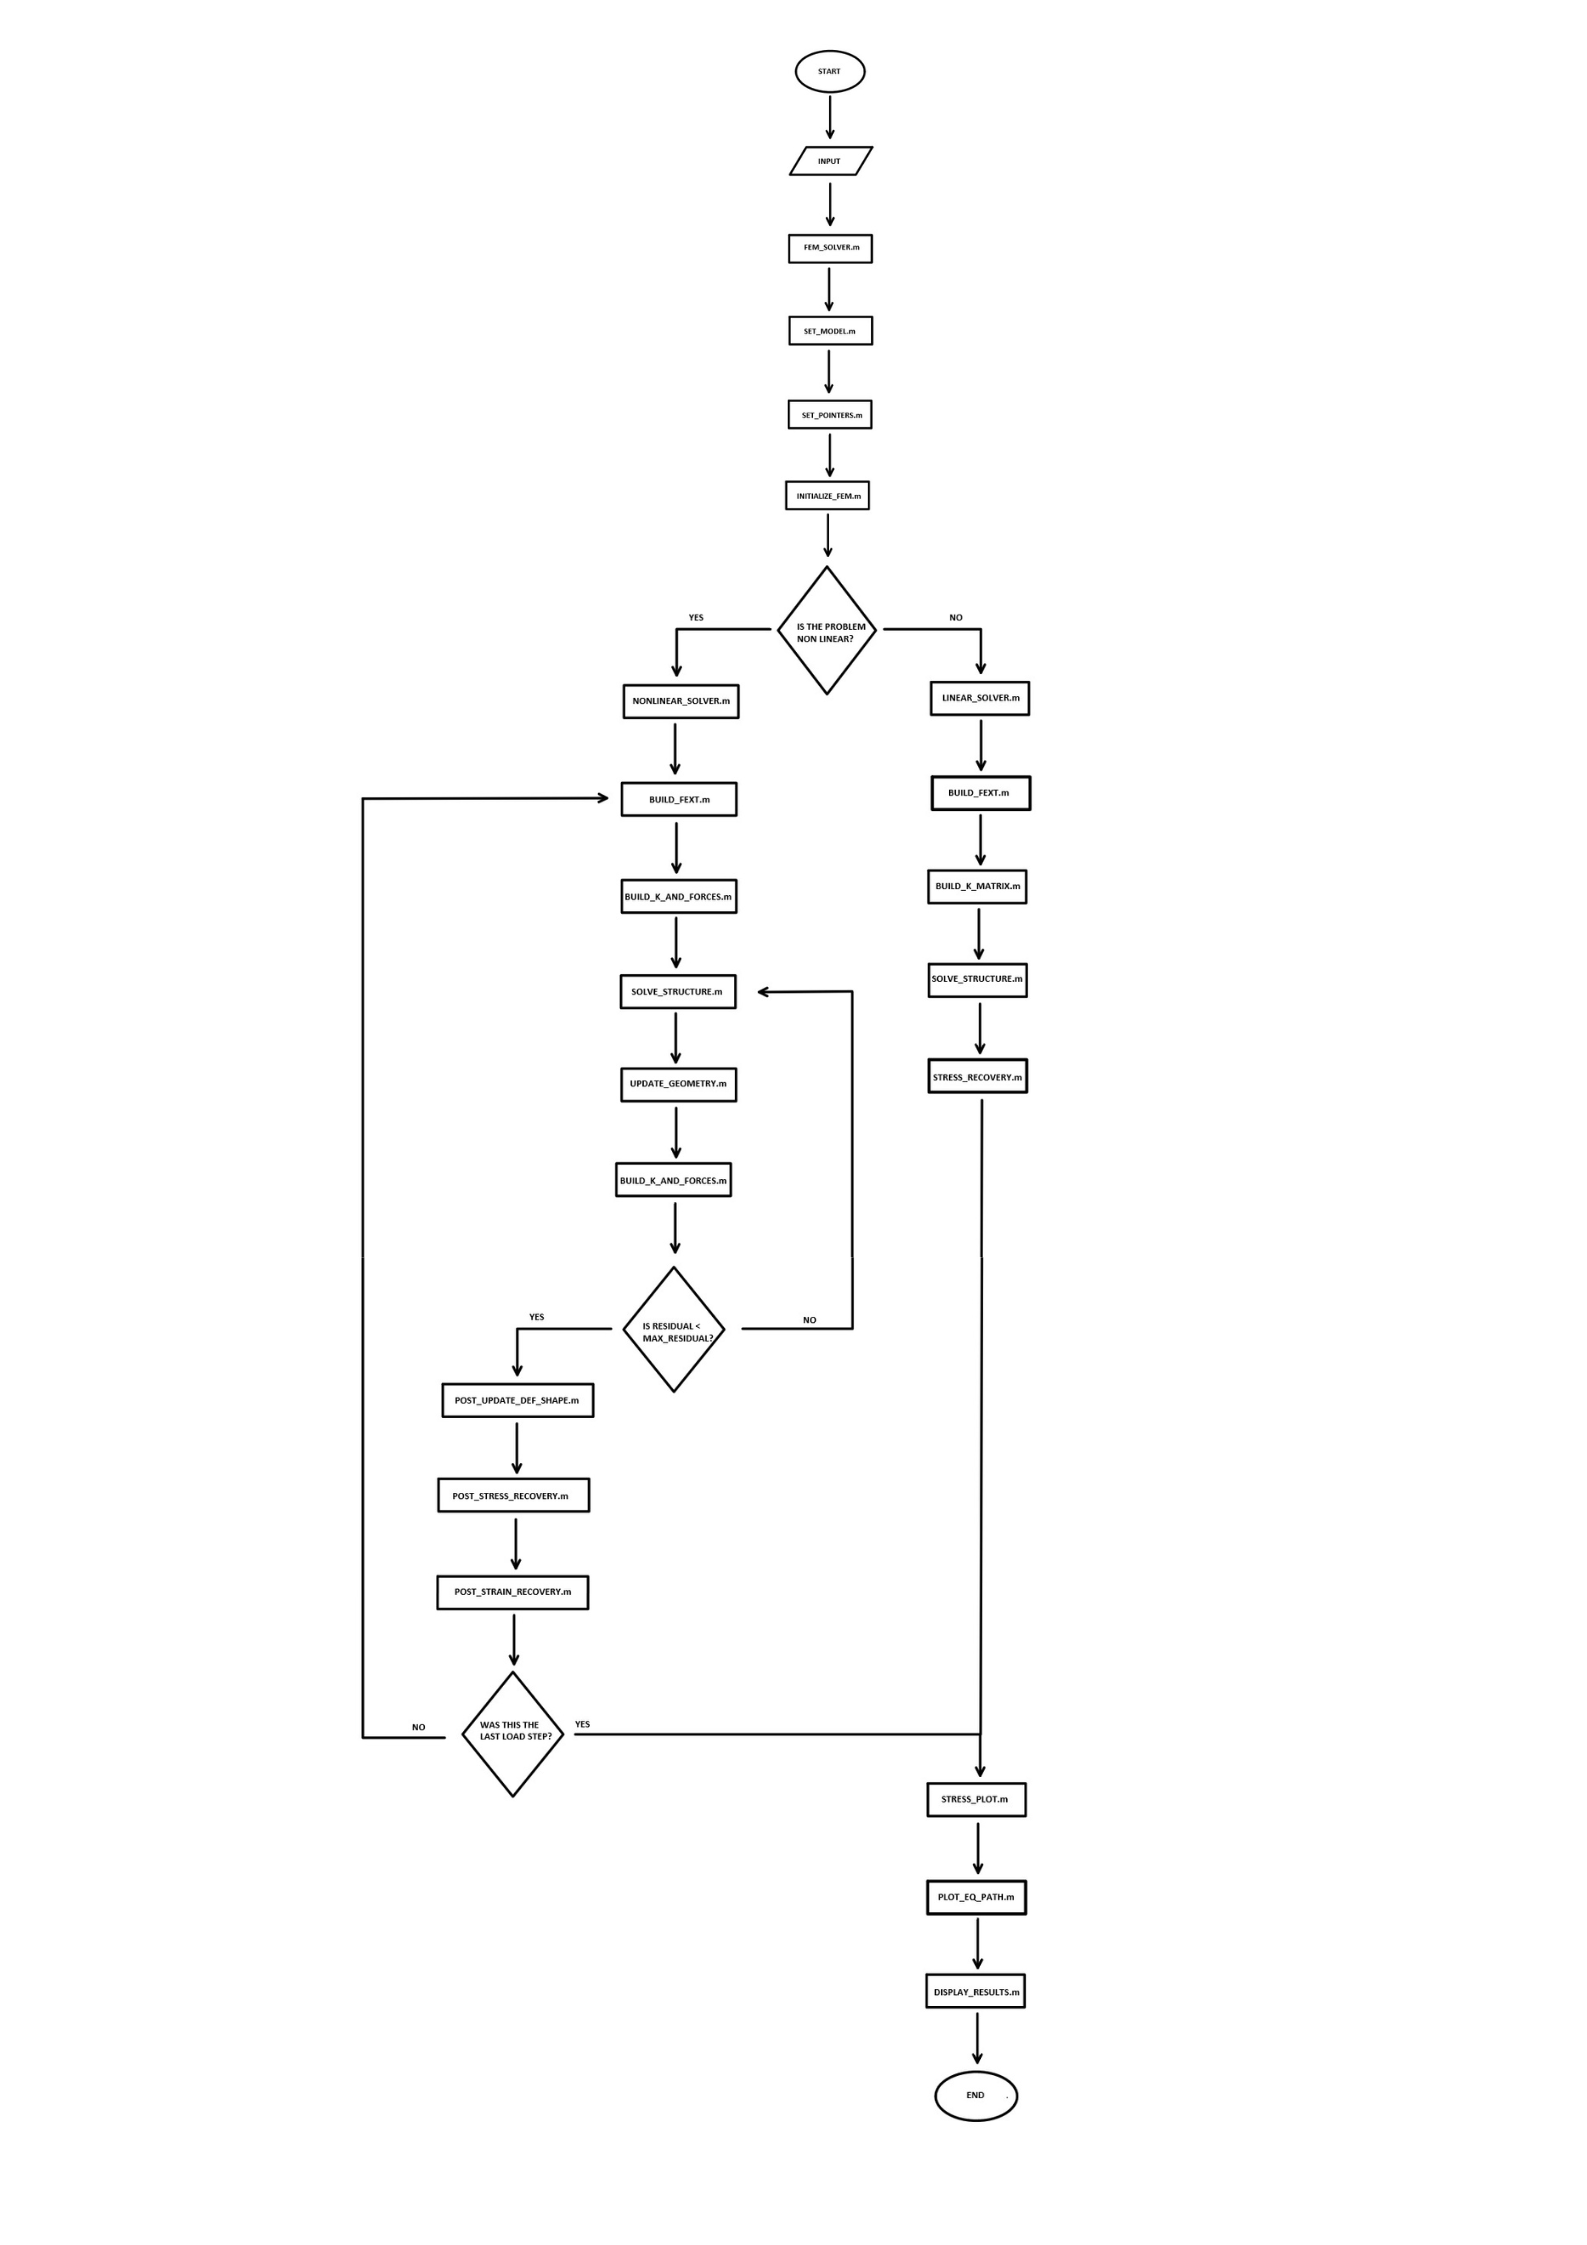 START
INPUT
FEM_SOLVER.m
SET_MODEL.m
SET_POINTERS.m
INITIALIZE_FEM.m
IS THE PROBLEM
NON LINEAR?
YES
NO
NONLINEAR_SOLVER.m
BUILD_FEXT.m
BUILD_K_AND_FORCES.m
SOLVE_STRUCTURE.m
UPDATE_GEOMETRY.m
BUILD_K_AND_FORCES.m
IS RESIDUAL <
MAX_RESIDUAL?
YES
NO
POST_UPDATE_DEF_SHAPE.m
POST_STRESS_RECOVERY.m
POST_STRAIN_RECOVERY.m
WAS THIS THE
LAST LOAD STEP?
NO
YES
LINEAR_SOLVER.m
BUILD_FEXT.m
BUILD_K_MATRIX.m
SOLVE_STRUCTURE.m
STRESS_RECOVERY.m
STRESS_PLOT.m
PLOT_EQ_PATH.m
DISPLAY_RESULTS.m
END .